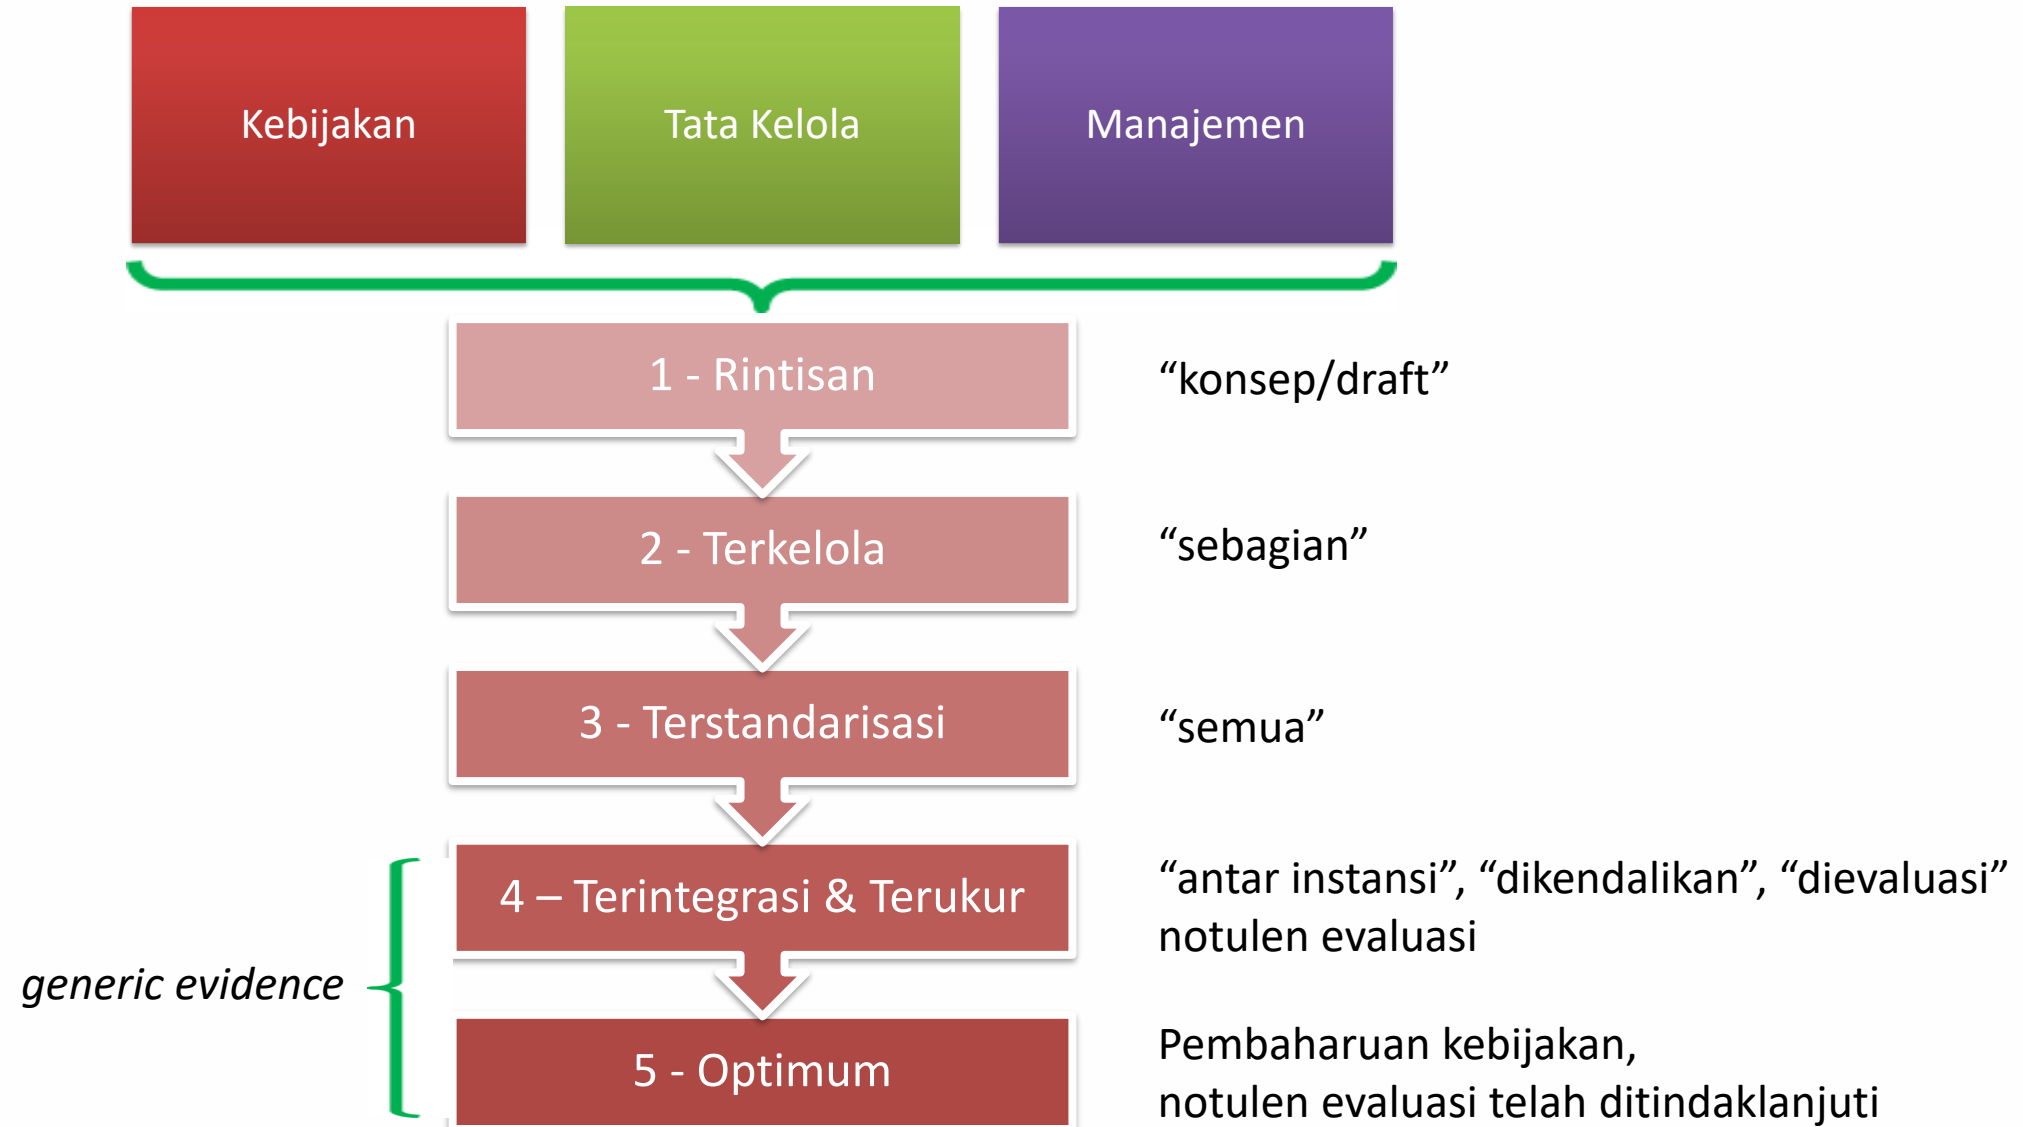 Kebijakan
Tata Kelola
Manajemen
1 - Rintisan
“konsep/draft”
2 - Terkelola
“sebagian”
3 - Terstandarisasi
“semua”
4 – Terintegrasi & Terukur
“antar instansi”, “dikendalikan”, “dievaluasi”
notulen evaluasi
generic evidence
5 - Optimum
Pembaharuan kebijakan,
notulen evaluasi telah ditindaklanjuti